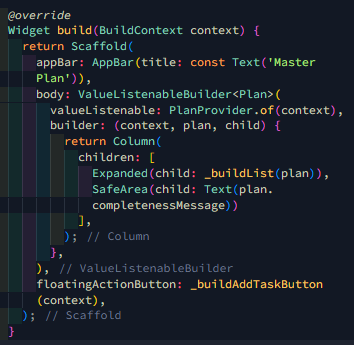 @override
Widget build(BuildContext context) {
  return Scaffold(
    appBar: AppBar(title: const Text('Master
    Plan')),
    body: ValueListenableBuilder<Plan>(
      valueListenable: PlanProvider.of(context),
      builder: (context, plan, child) {
        return Column(
          children: [
            Expanded(child: _buildList(plan)),
            SafeArea(child: Text(plan.
            completenessMessage))
          ],
        ); // Column
      },
    ), // ValueListenableBuilder
    floatingActionButton: _buildAddTaskButton
    (context),
  ); // Scaffold
}